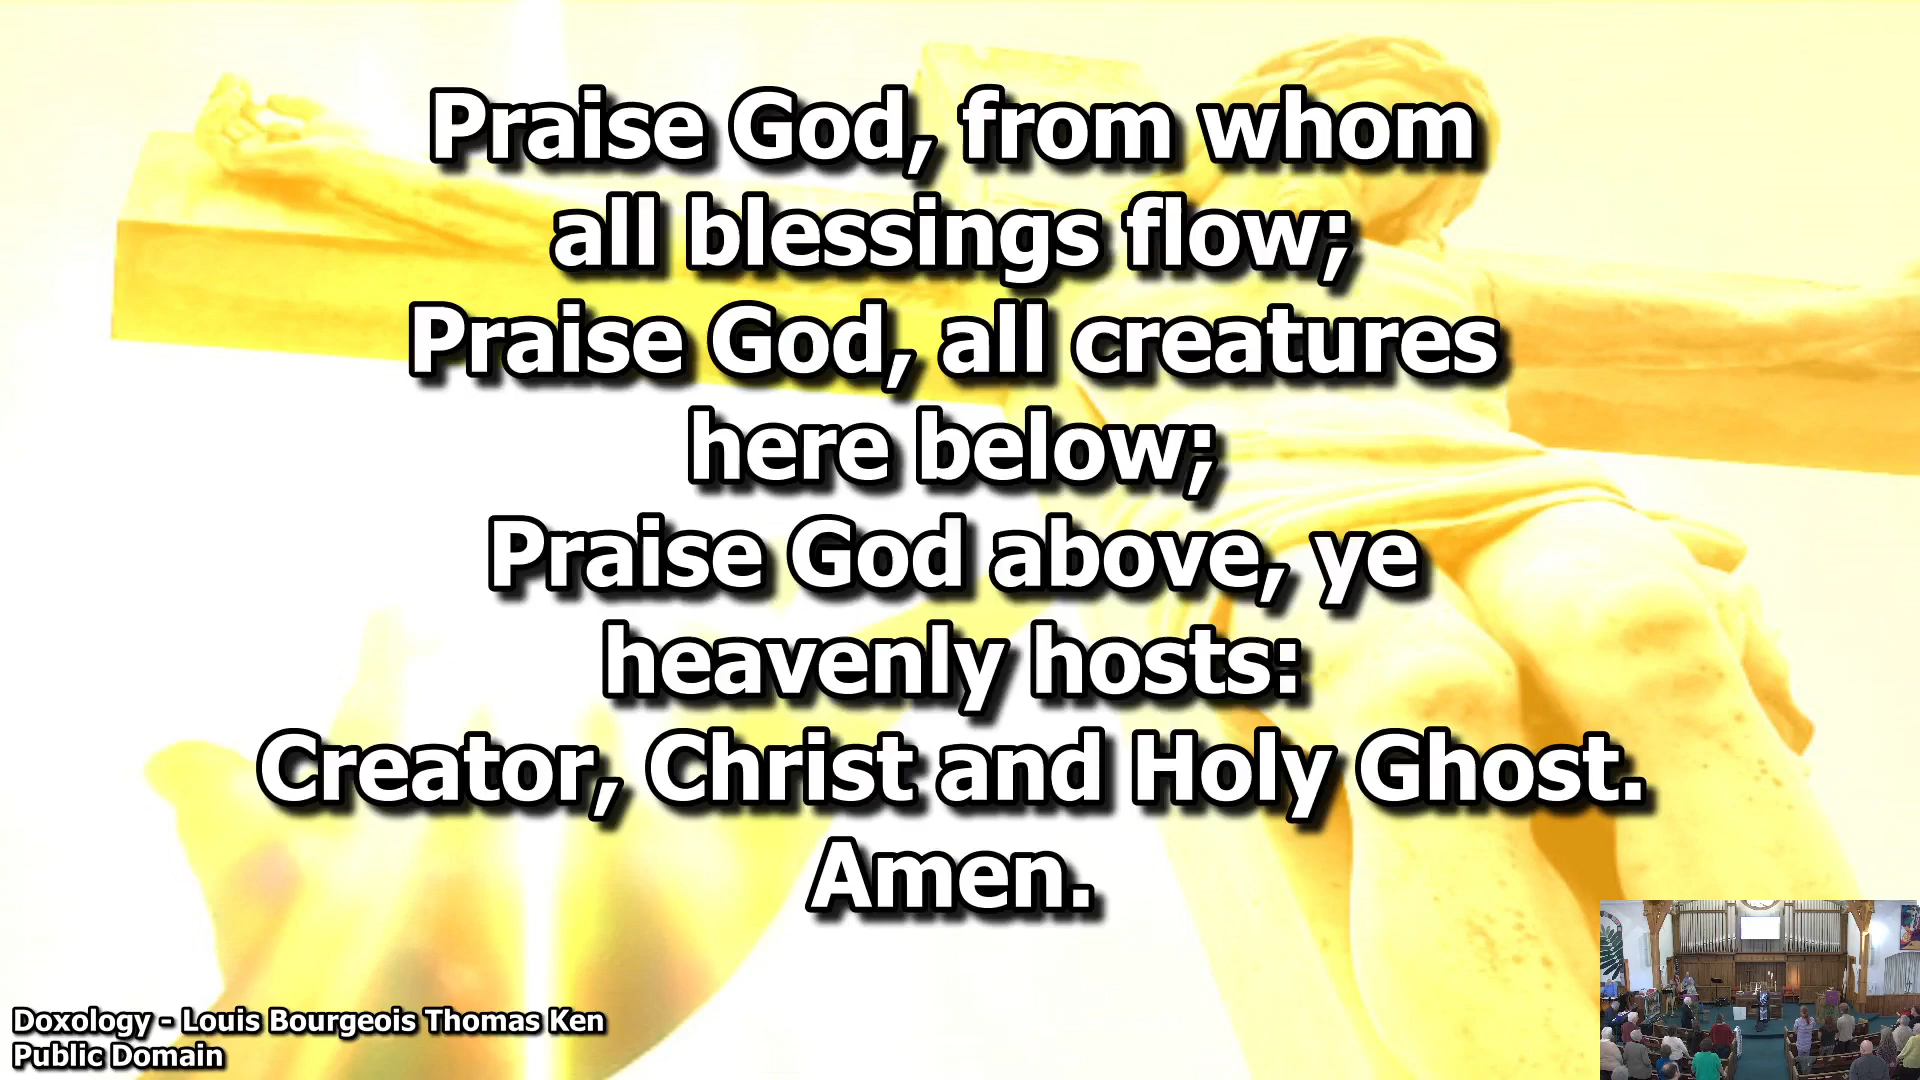 Praise God, from whom
all blessings flow;
Praise God, all creatures
here below;
Praise God above, ye
heavenly hosts:
Creator, Christ and Holy Ghost.
Amen.
Doxology - Louis Bourgeois Thomas Ken
Public Domain